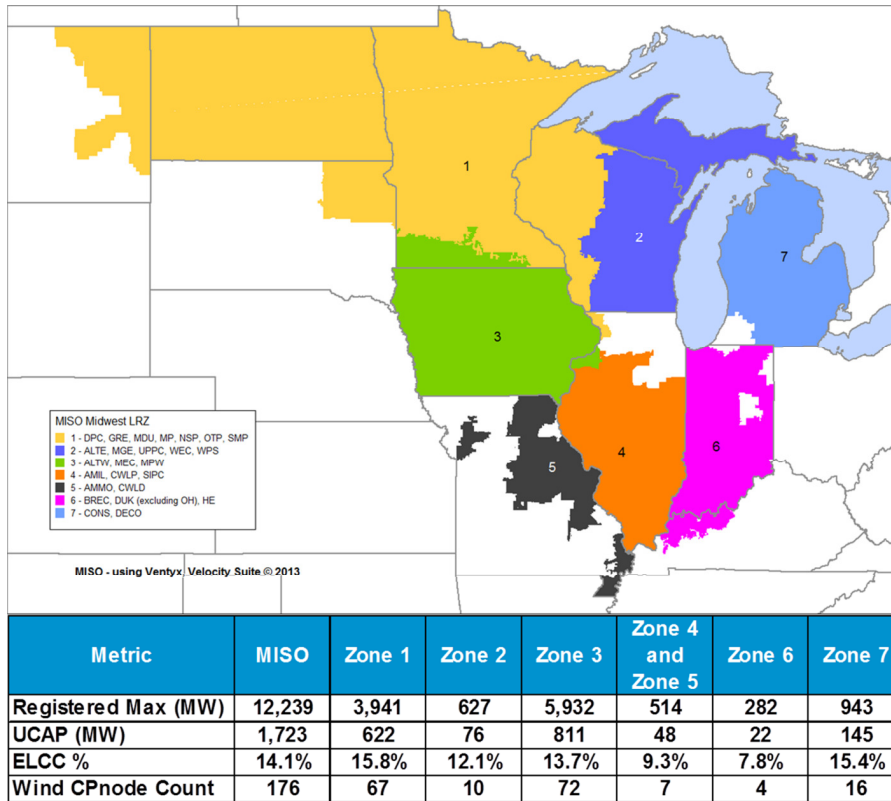 1
2
7
3
4
5
6
MISO Midwest LRZ
1 - DPC, GRE, MDU, MP, NSP, OTP, SMP
2 - ALTE, MGE, UPPC, WEC, WPS
3 - ALTW, MEC, MPW
4 - AMIL, CWLP, SIPC
5 - AMMO, CWLD
6 - BREC, DUK (excluding OH), HE
7 - CONS, DECO
MISO - using Ventyx, Velocity Suite © 2013
Metric MISO Zone 1 Zone 2 Zone 3 Zone 4 and Zone 5 Zone 6 Zone 7
Registered Max (MW) 12,239 3,941 627 5,932 514 282 943
UCAP (MW) 1,723 622 76 811 48 22 145
ELCC % 14.1% 15.8% 12.1% 13.7% 9.3% 7.8% 15.4%
Wind CPnode Count 176 67 10 72 7 4 16